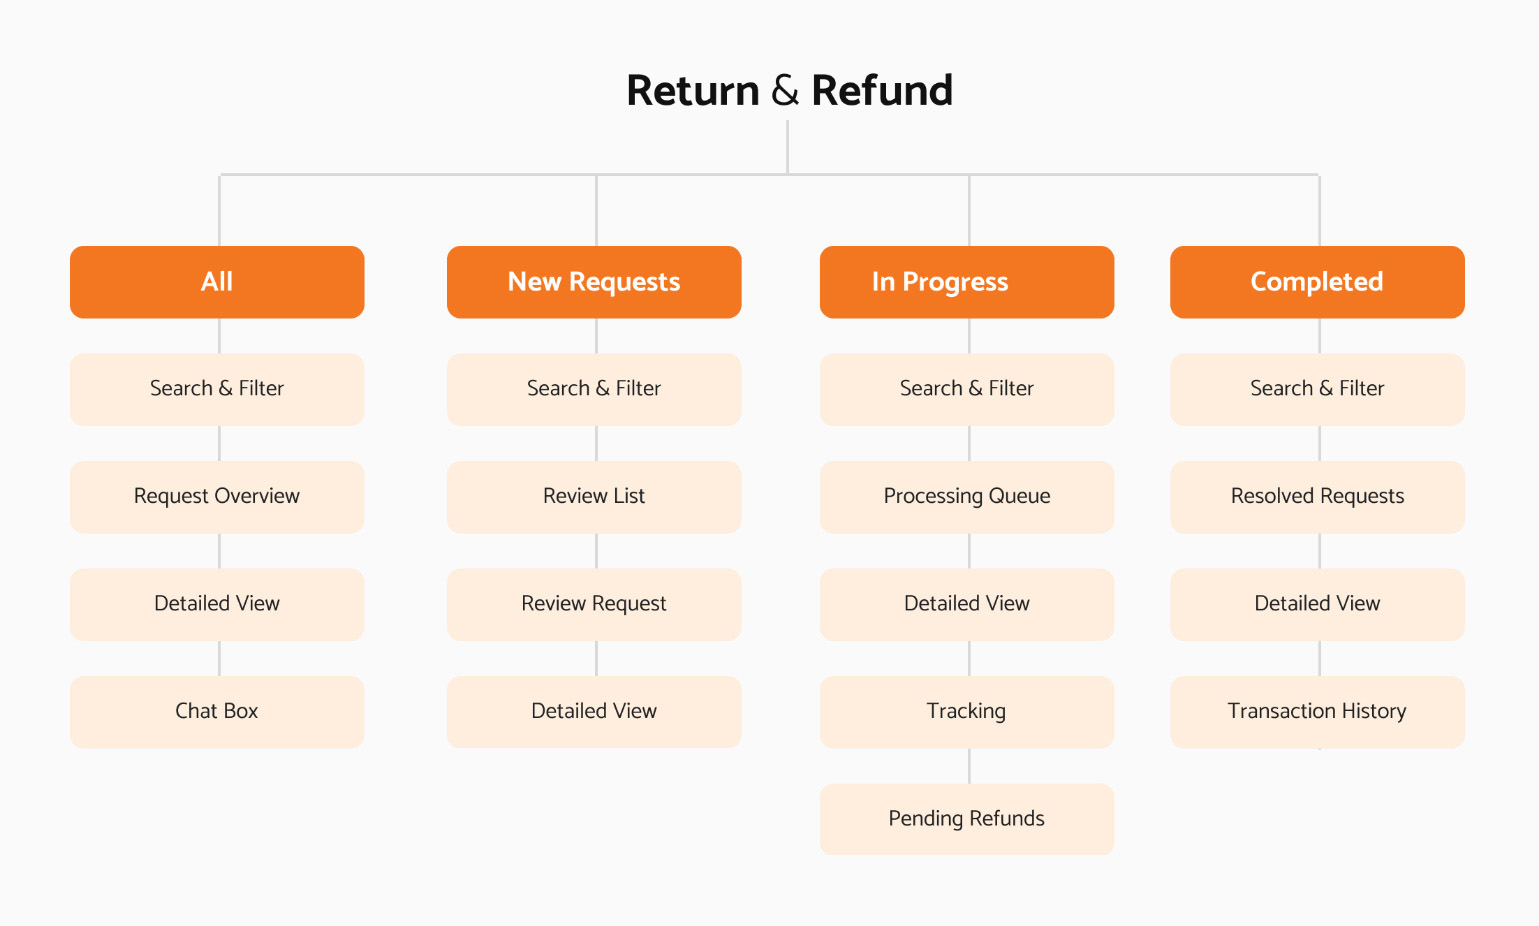 Return & Refund
All
New Requests
In Progress
Completed
Search & Filter
Search & Filter
Search & Filter
Search & Filter
Request Overview
Review List
Processing Queue
Resolved Requests
Detailed View
Review Request
Detailed View
Detailed View
Chat Box
Detailed View
Tracking
Transaction History
Pending Refunds